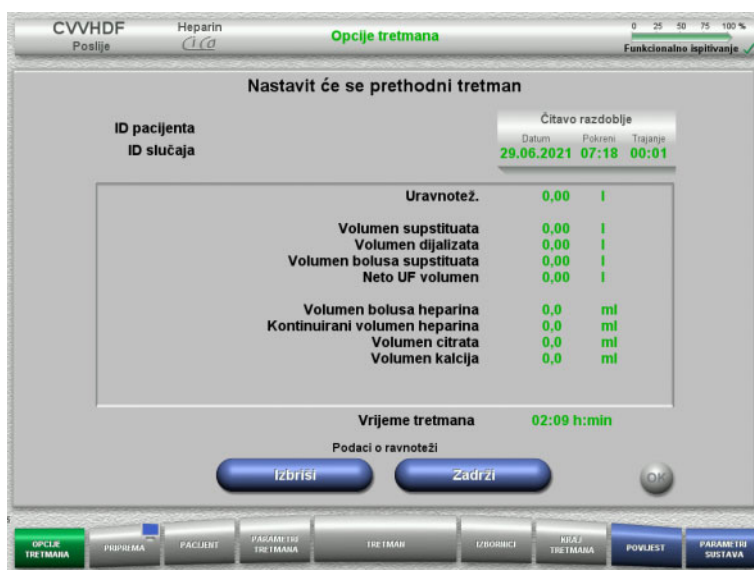 CVVHDF
Poslije
Heparin
Cica
Opcije tretmana
0 25 50 75 100 %
Funkcionalno ispitivanje
Nastavit će se prethodni tretman
ID pacijenta
ID slučaja
Čitavo razdoblje
Datum Pokreni Trajanje
29.06.2021 07:18 00:01
Uravnotež. 0,00 l
Volumen supstituata 0,00 l
Volumen dijalizata 0,00 l
Volumen bolusa supstituata 0,00 l
Neto UF volumen 0,00 l
Volumen bolusa heparina 0,0 ml
Kontinuirani volumen heparina 0,0 ml
Volumen citrata 0,0 ml
Volumen kalcija 0,0 ml
Vrijeme tretmana 02:09 h:min
Podaci o ravnoteži
Izbriši Zadrži OK
OPCIJE TRETMANA
PRIPREMA
PACIJENT
PARAMETRI TRETMANA
TRETMAN
IZBORNICI
KRAJ TRETMANA
POVIJEST
PARAMETRI SUSTAVA